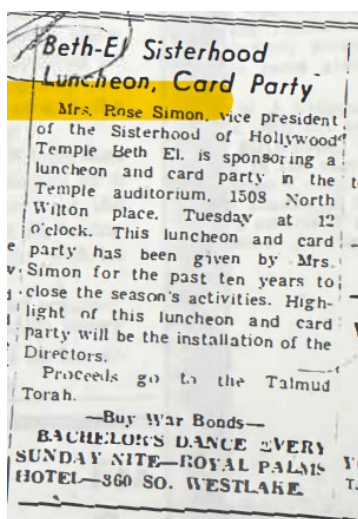 Beth-El Sisterhood
Luncheon, Card Party
Mrs. Rose Simon, vice president
of the Sisterhood of Hollywood
Temple Beth El, is sponsoring a
luncheon and card party in the
Temple auditorium, 1508 North
Wilton place, Tuesday at 12
o'clock. This luncheon and card
party has been given by Mrs.
Simon for the past ten years to
close the season's activities. High-
light of this luncheon and card
party will be the installation of the
Directors.
Proceeds go to the Talmud
Torah.
—Buy War Bonds—
BACHELOR'S DANCE EVERY
SUNDAY NITE—ROYAL PALMS
HOTEL—360 SO. WESTLAKE